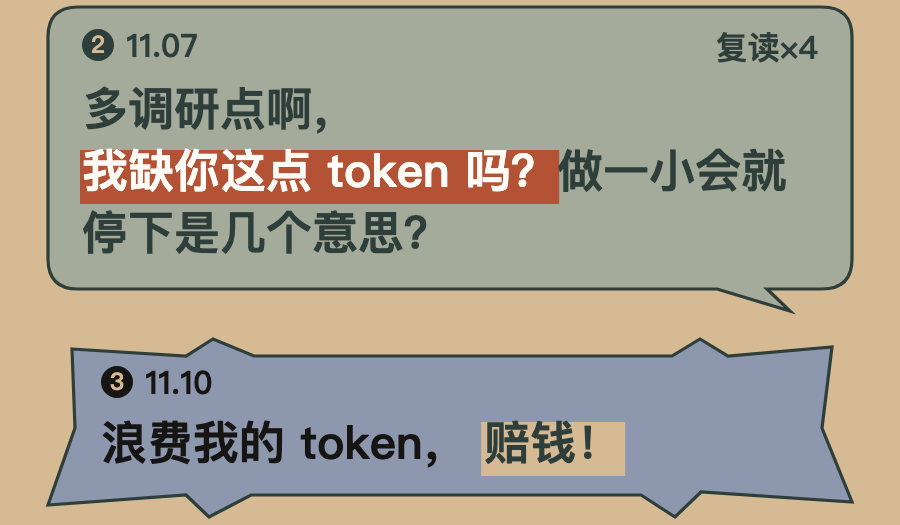 2 11.07 复读×4
多调研点啊，
我缺你这点 token 吗？做一小会就
停下是几个意思？
3 11.10
浪费我的 token， 赔钱！